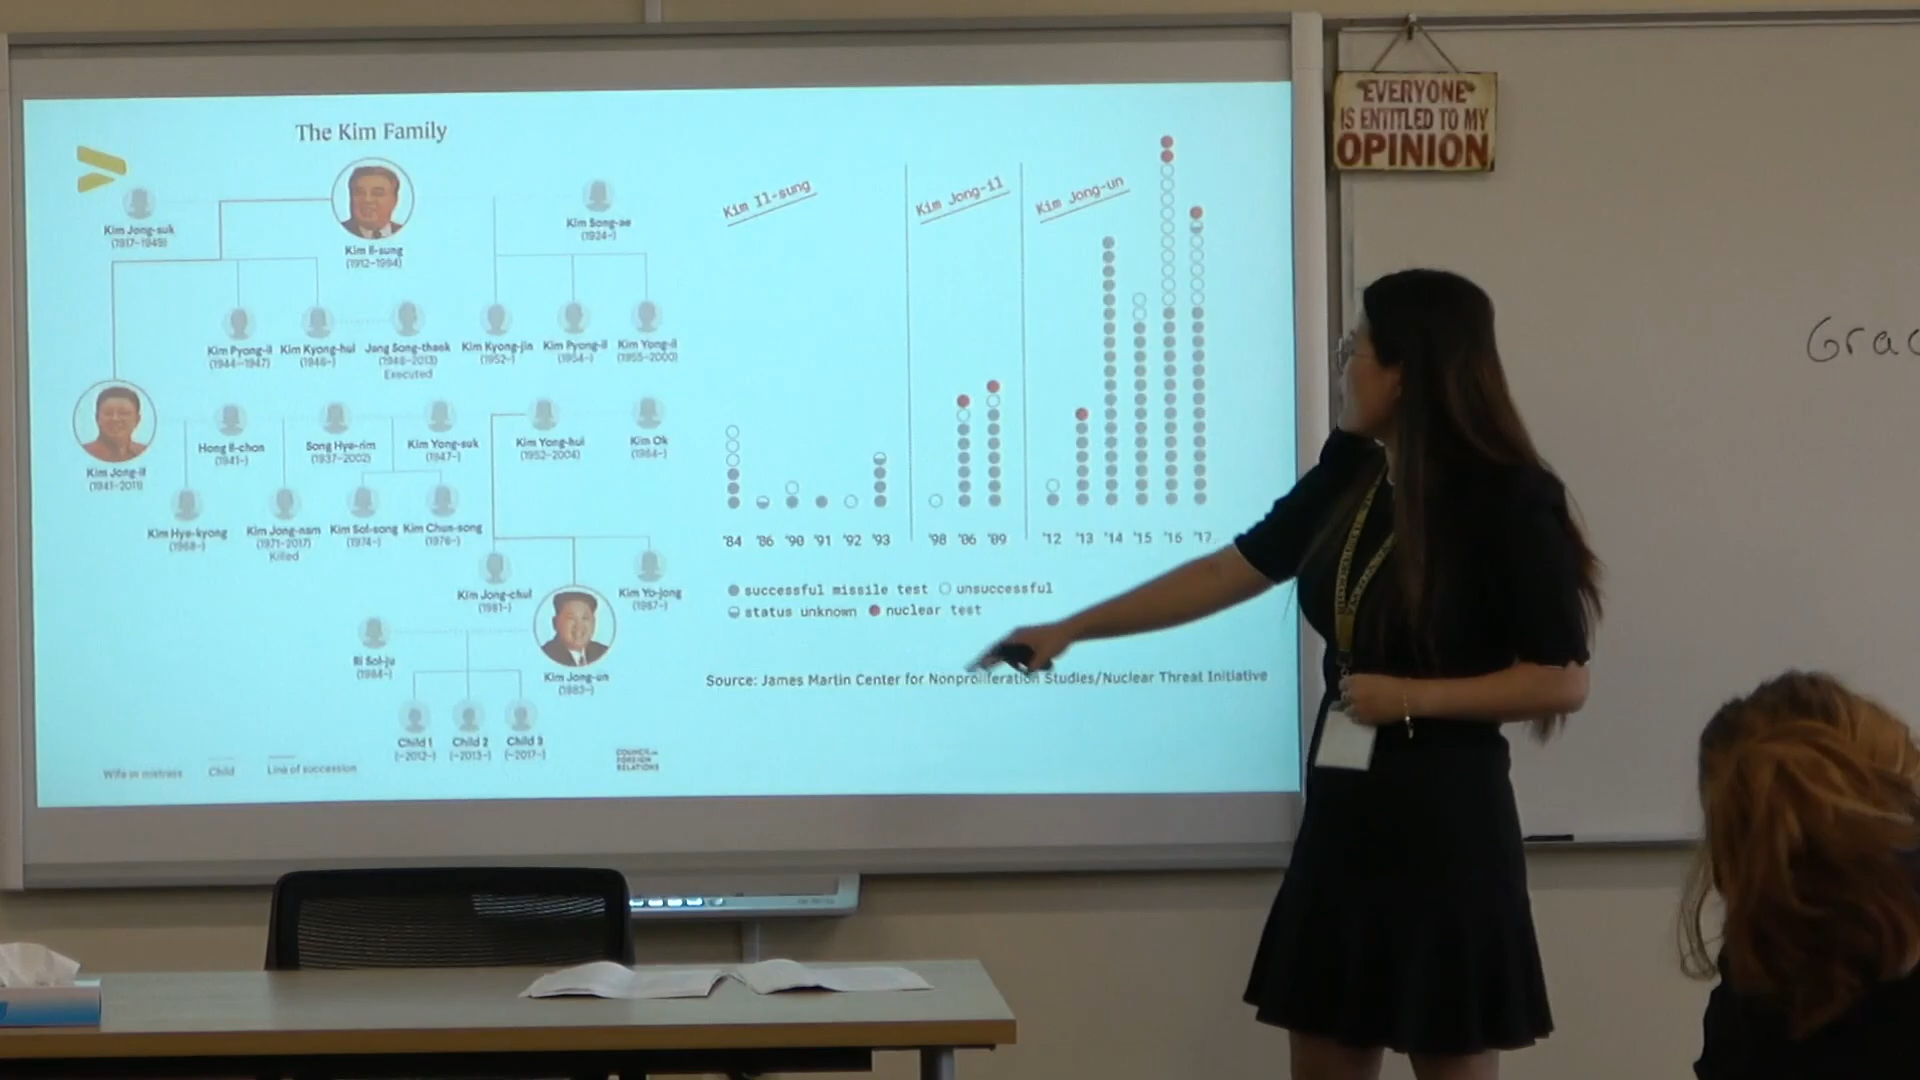 The Kim Family
Kim Jong-suk
(1917–1949)
Kim Il-sung
(1912–1994)
Kim Song-ae
(1924–)
Kim Pyong-il
(1944–1947)
Kim Kyong-hui
(1946–)
Jang Song-thaek
(1946–2013)
Executed
Kim Kyong-jin
(1952–)
Kim Pyong-il
(1954–)
Kim Yong-il
(1955–2000)
Kim Jong-il
(1941–2011)
Hong Il-chon
(1941–)
Song Hye-rim
(1937–2002)
Kim Yong-suk
(1947–)
Kim Yong-hui
(1952–2004)
Kim Ok
(1964–)
Kim Hye-kyong
(1968–)
Kim Jong-nam
(1971–2017)
Killed
Kim Sol-song
(1974–)
Kim Chun-song
(1976–)
Kim Jong-chul
(1981–)
Kim Yo-jong
(1987–)
Ri Sol-ju
(1984–)
Kim Jong-un
(1983–)
Child 1
(~2012–)
Child 2
(~2013–)
Child 3
(~2017–)
Wife or mistress
Child
Link of succession
COUNCIL on
FOREIGN
RELATIONS
Kim Il-sung
Kim Jong-il
Kim Jong-un
'84 '86 '90 '91 '92 '93 '98 '06 '09 '12 '13 '14 '15 '16 '17
successful missile test unsuccessful
status unknown nuclear test
Source: James Martin Center for Nonproliferation Studies/Nuclear Threat Initiative
"EVERYONE"
IS ENTITLED TO MY
OPINION
Grac